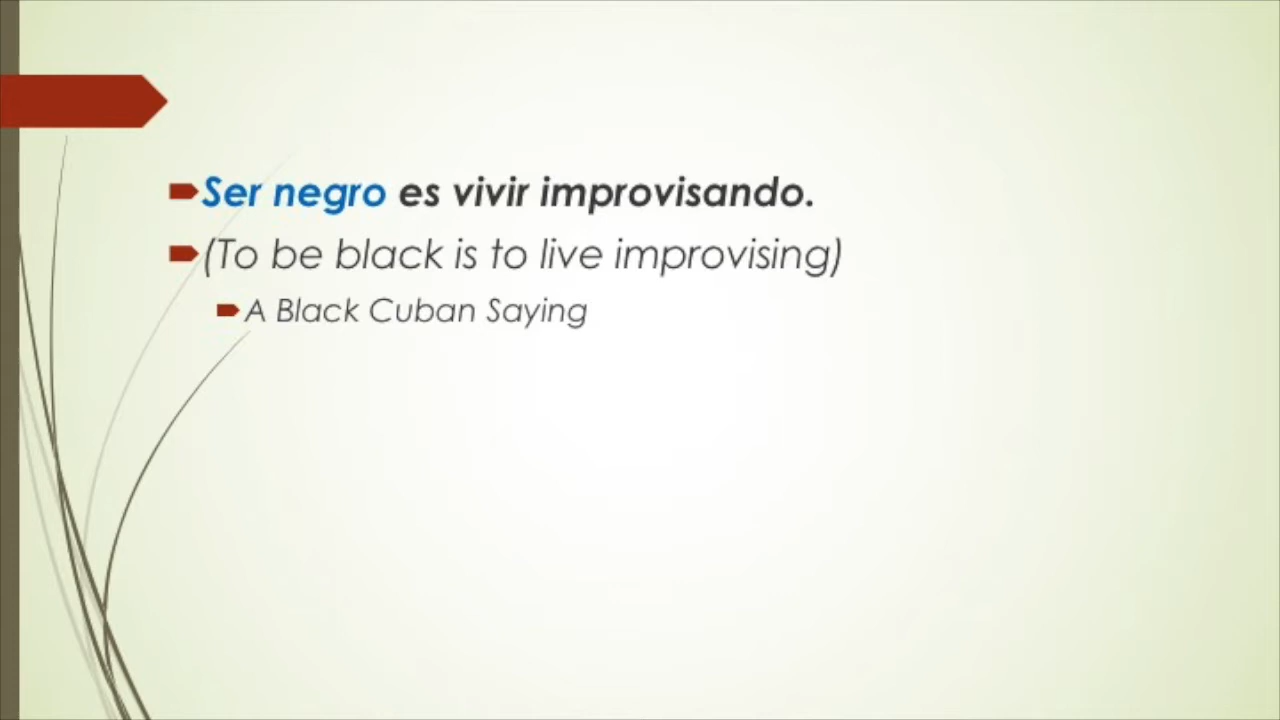 Ser negro es vivir improvisando.
(To be black is to live improvising)
A Black Cuban Saying